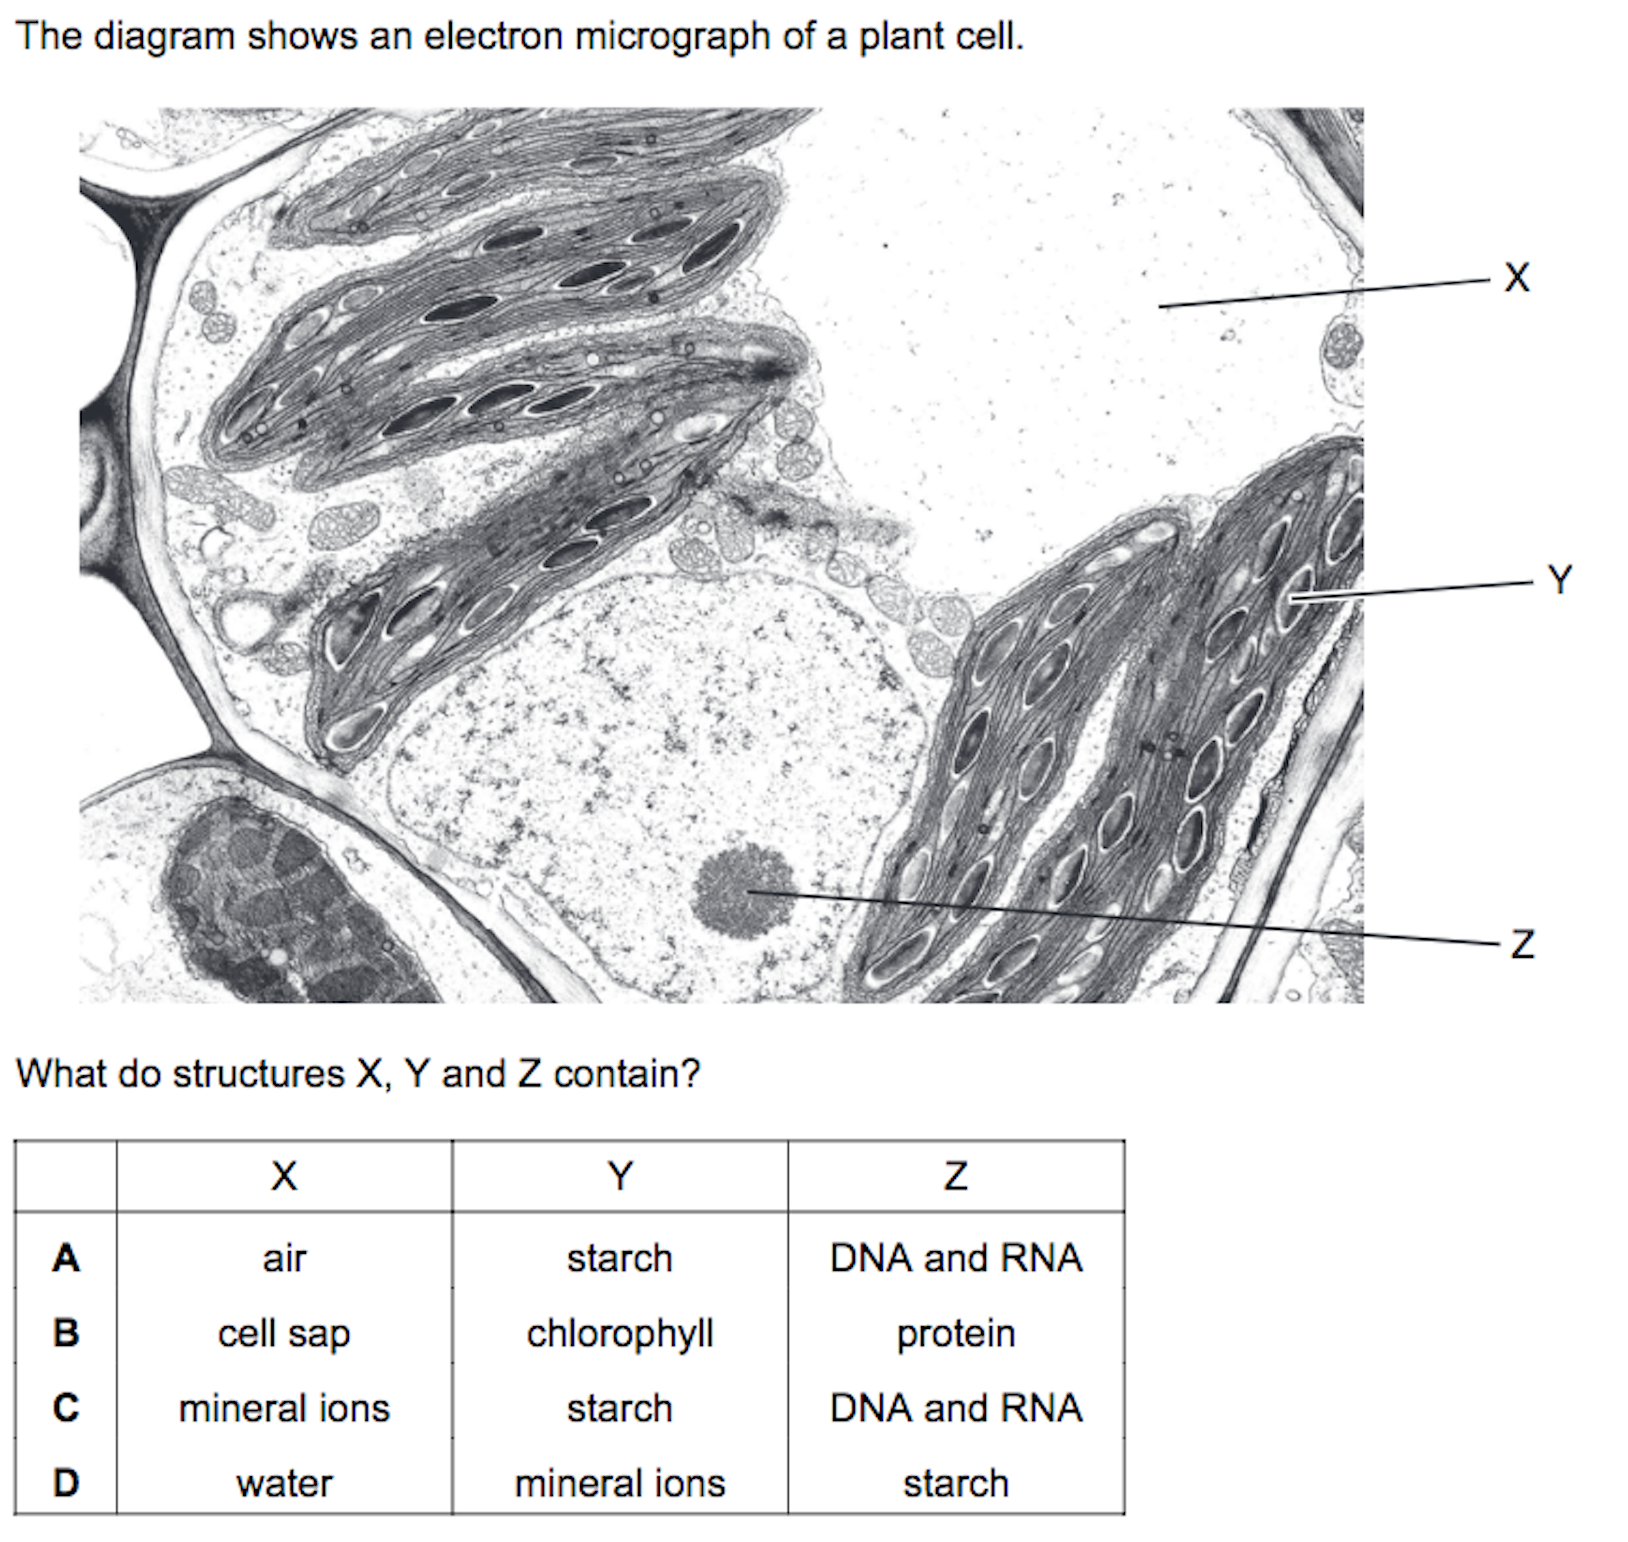 The diagram shows an electron micrograph of a plant cell.
X
Y
Z
What do structures X, Y and Z contain?
X Y Z
A air starch DNA and RNA
B cell sap chlorophyll protein
C mineral ions starch DNA and RNA
D water mineral ions starch